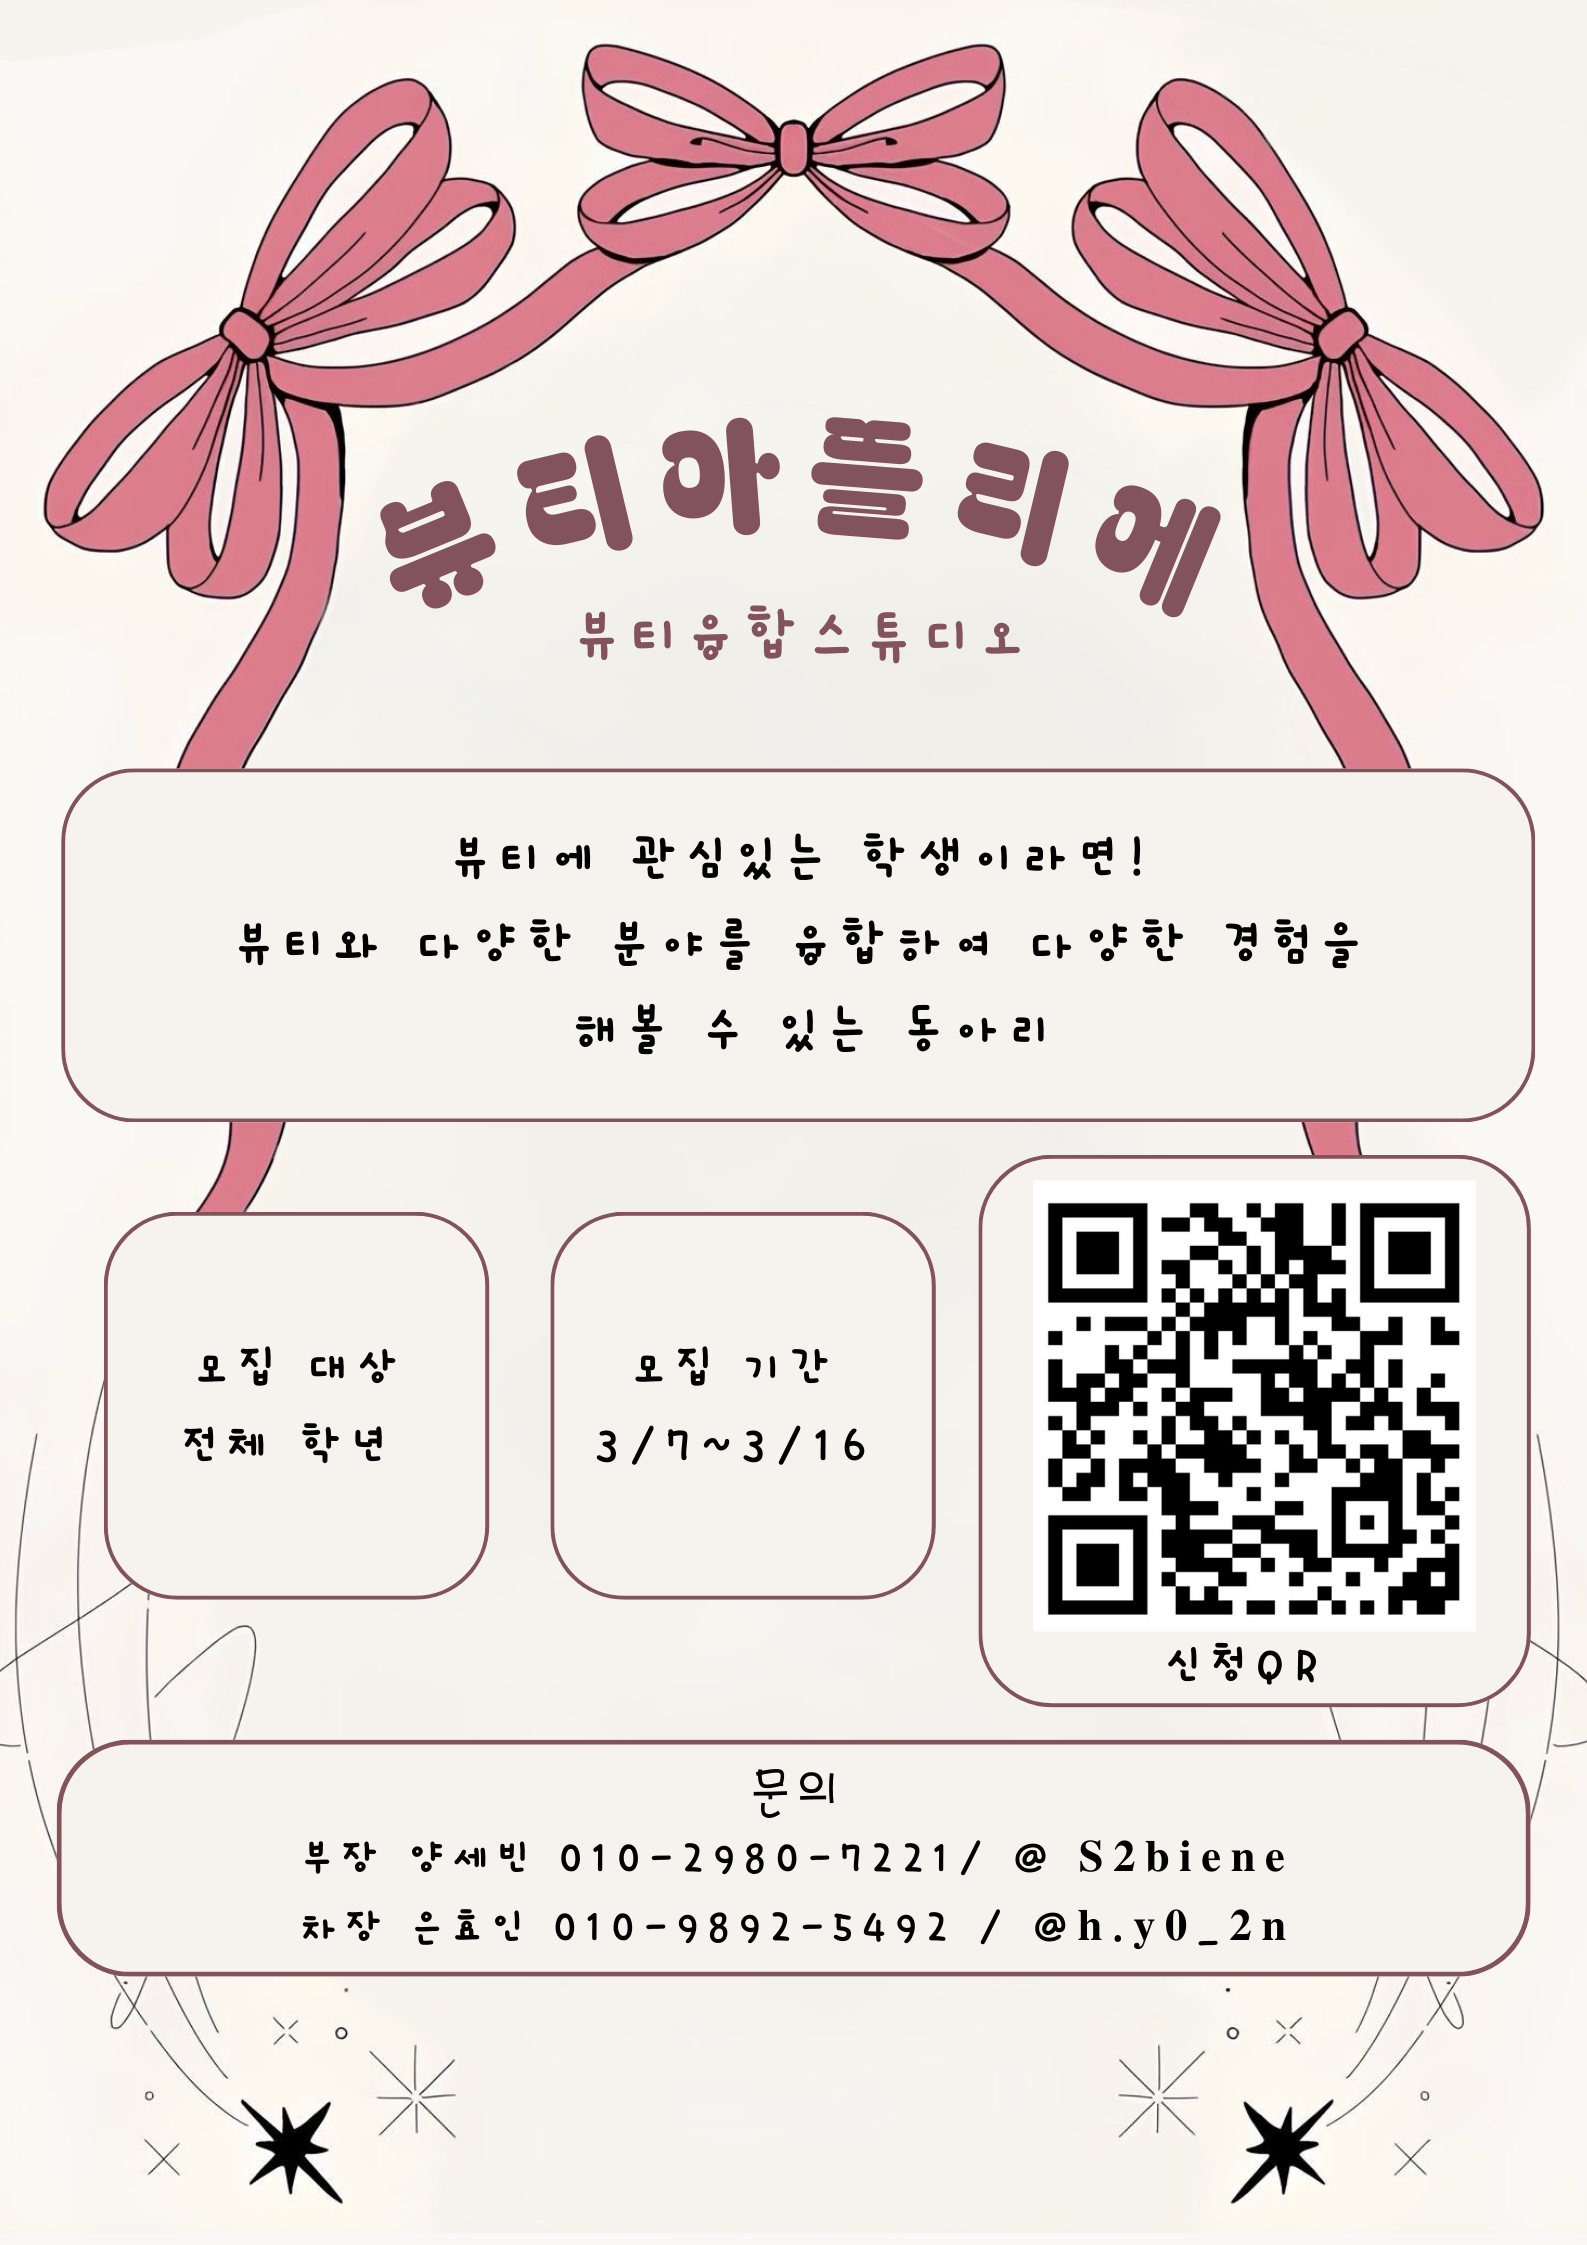 뷰티아뜰리에
뷰티융합스튜디오
뷰티에 관심있는 학생이라면!
뷰티와 다양한 분야를 융합하여 다양한 경험을
해볼 수 있는 동아리
모집 대상
전체 학년
모집 기간
3/7~3/16
신청QR
문의
부장 양세빈 010-2980-7221/ @ S2biene
차장 은효인 010-9892-5492 / @h.y0_2n